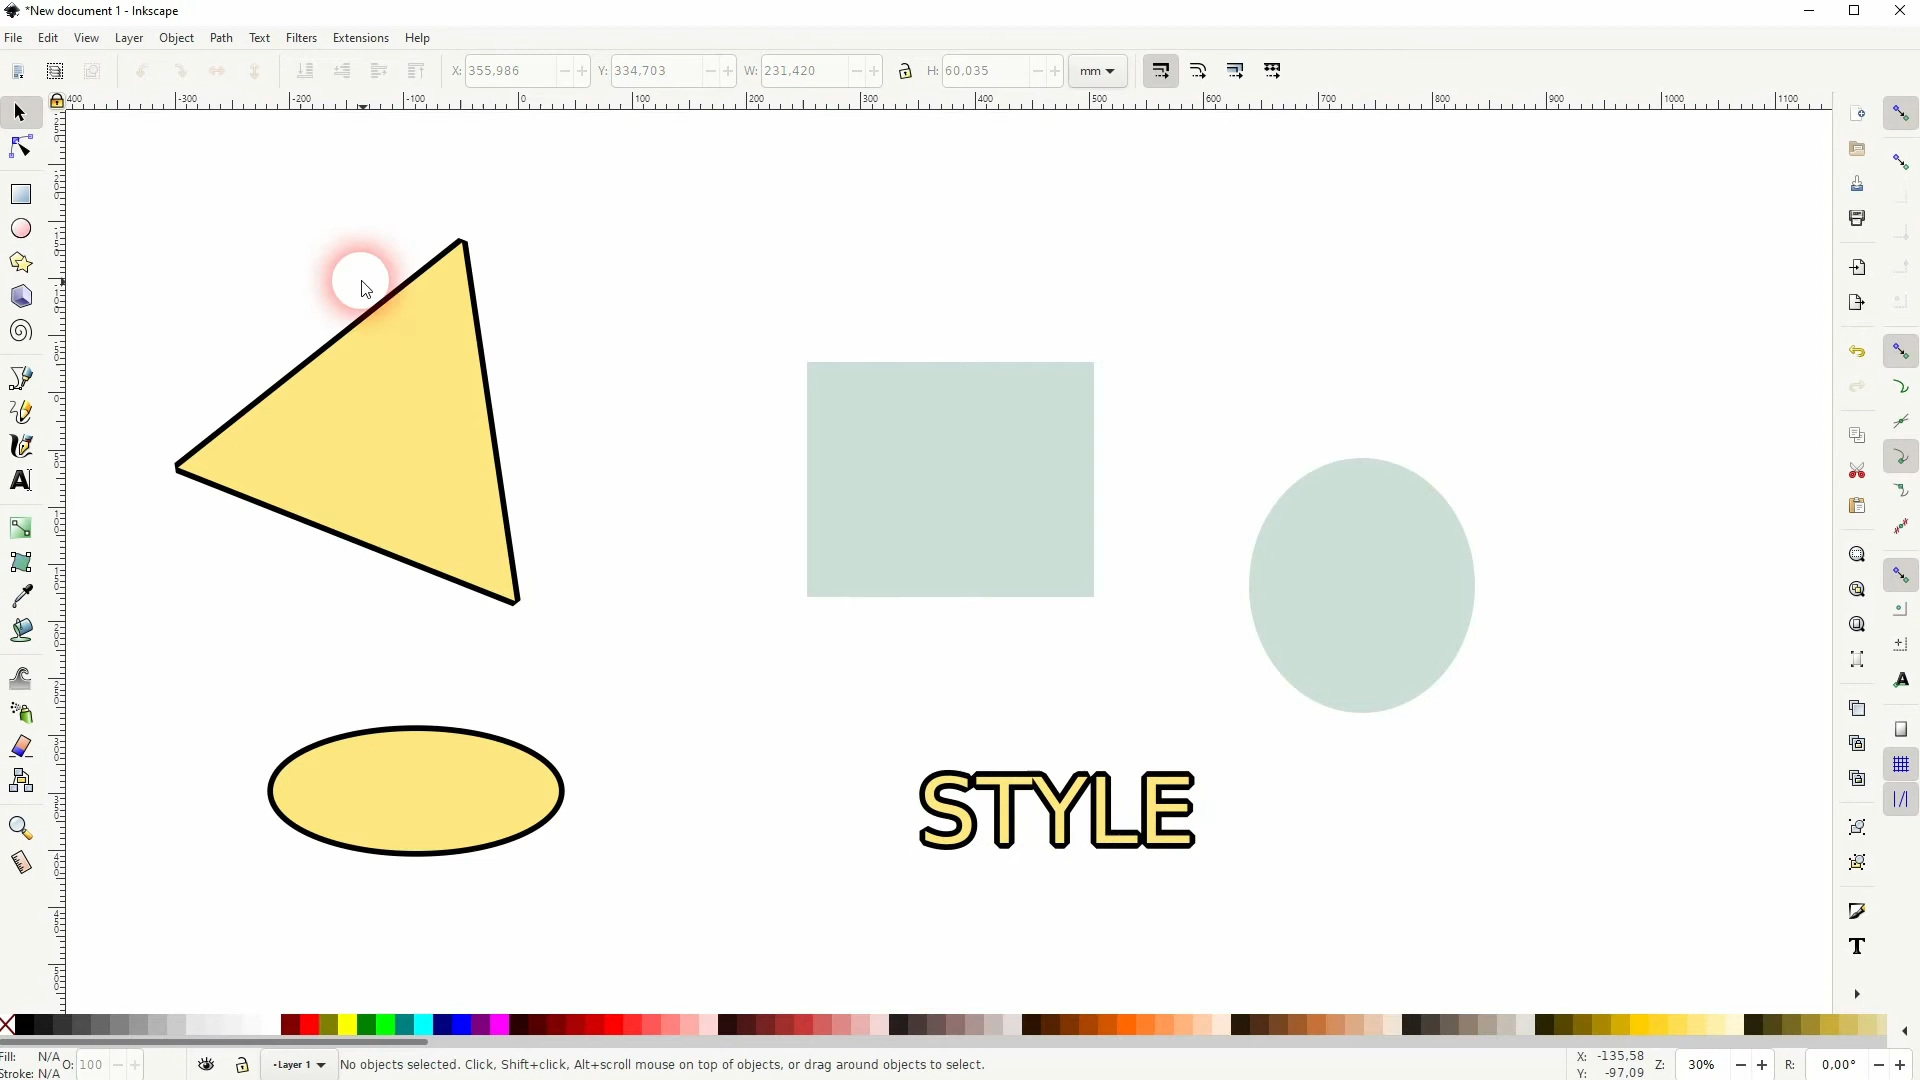 *New document 1 - Inkscape
File Edit View Layer Object Path Text Filters Extensions Help
X: 355,986 Y: 334,703 W: 231,420 H: 60,035 mm
400 -300 -200 -100 0 100 200 300 400 500 600 700 800 900 1000 1100
STYLE
Fill: N/A O: 100 -Layer 1 No objects selected. Click, Shift+click, Alt+scroll mouse on top of objects, or drag around objects to select. X: -135,58 Z: 30% R: 0,00°
Stroke: N/A Y: -97,09